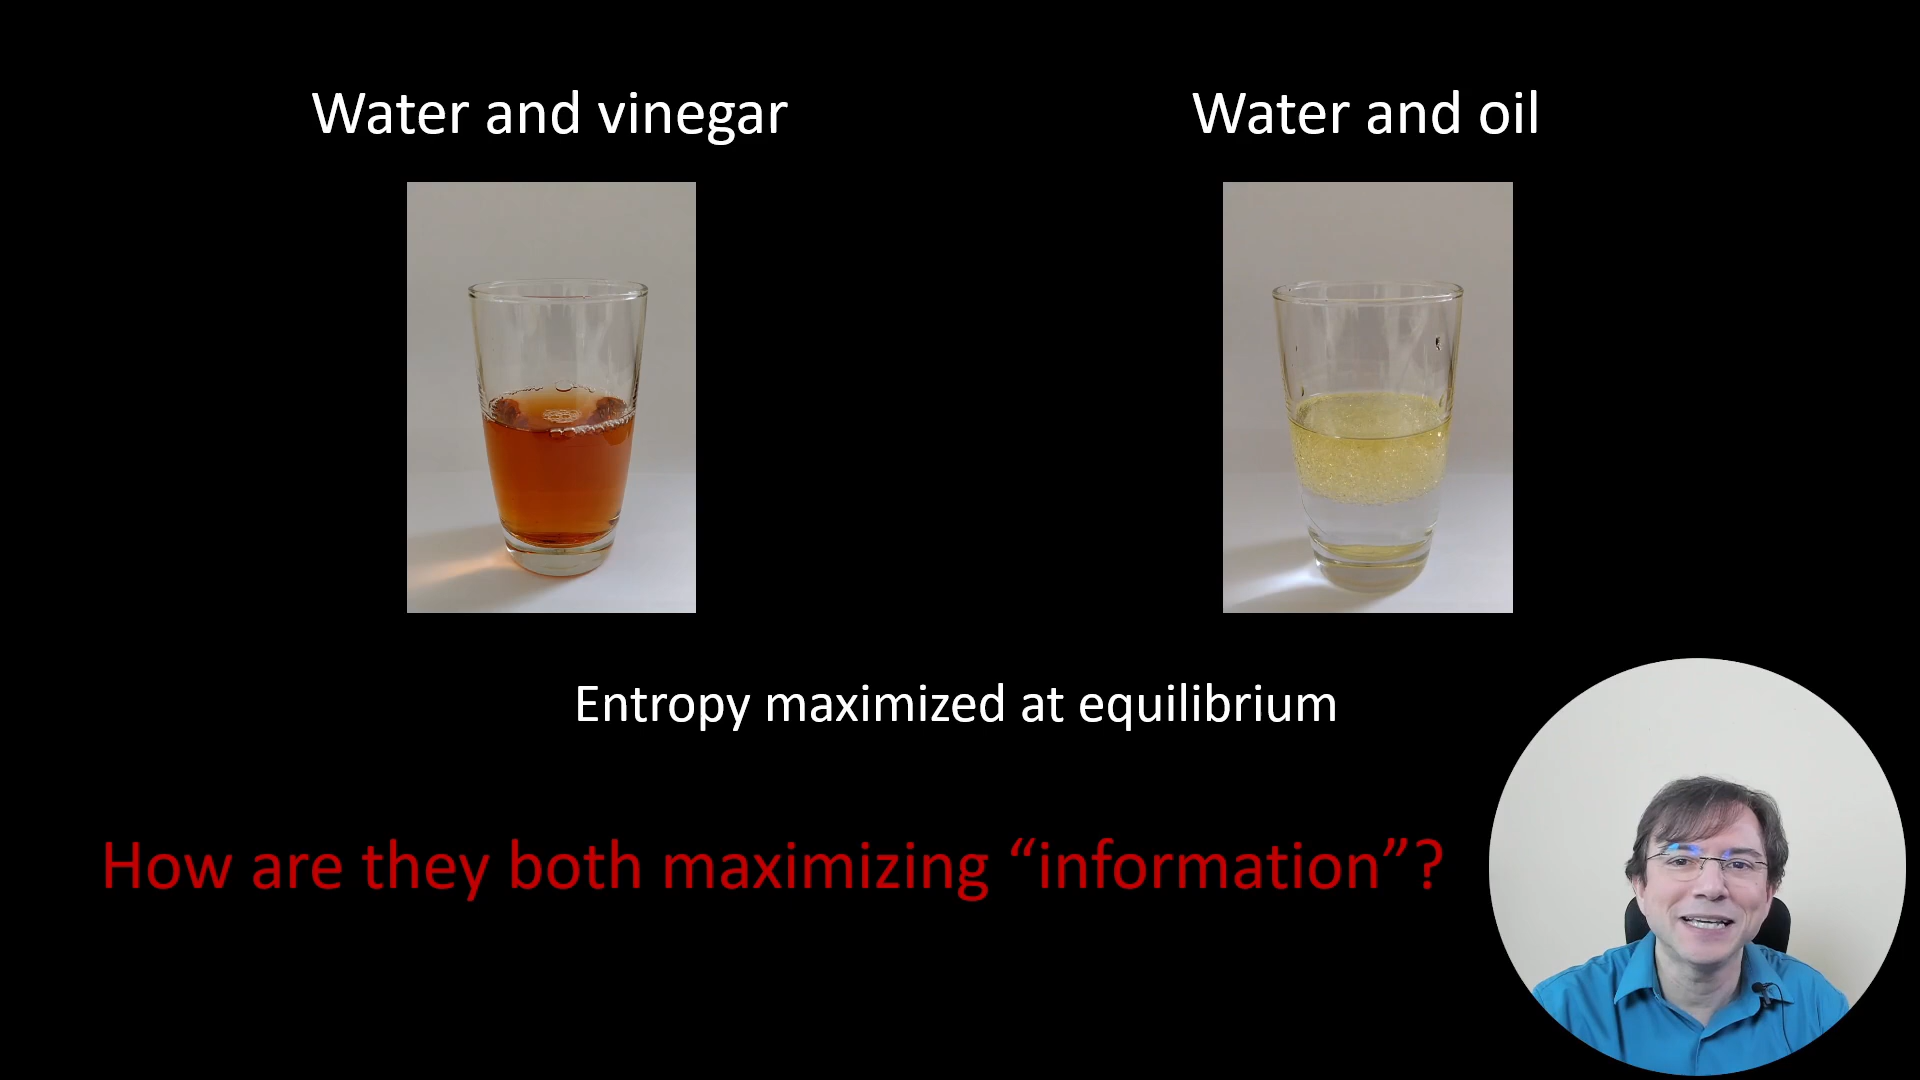 Water and vinegar
Water and oil
Entropy maximized at equilibrium
How are they both maximizing “information”?